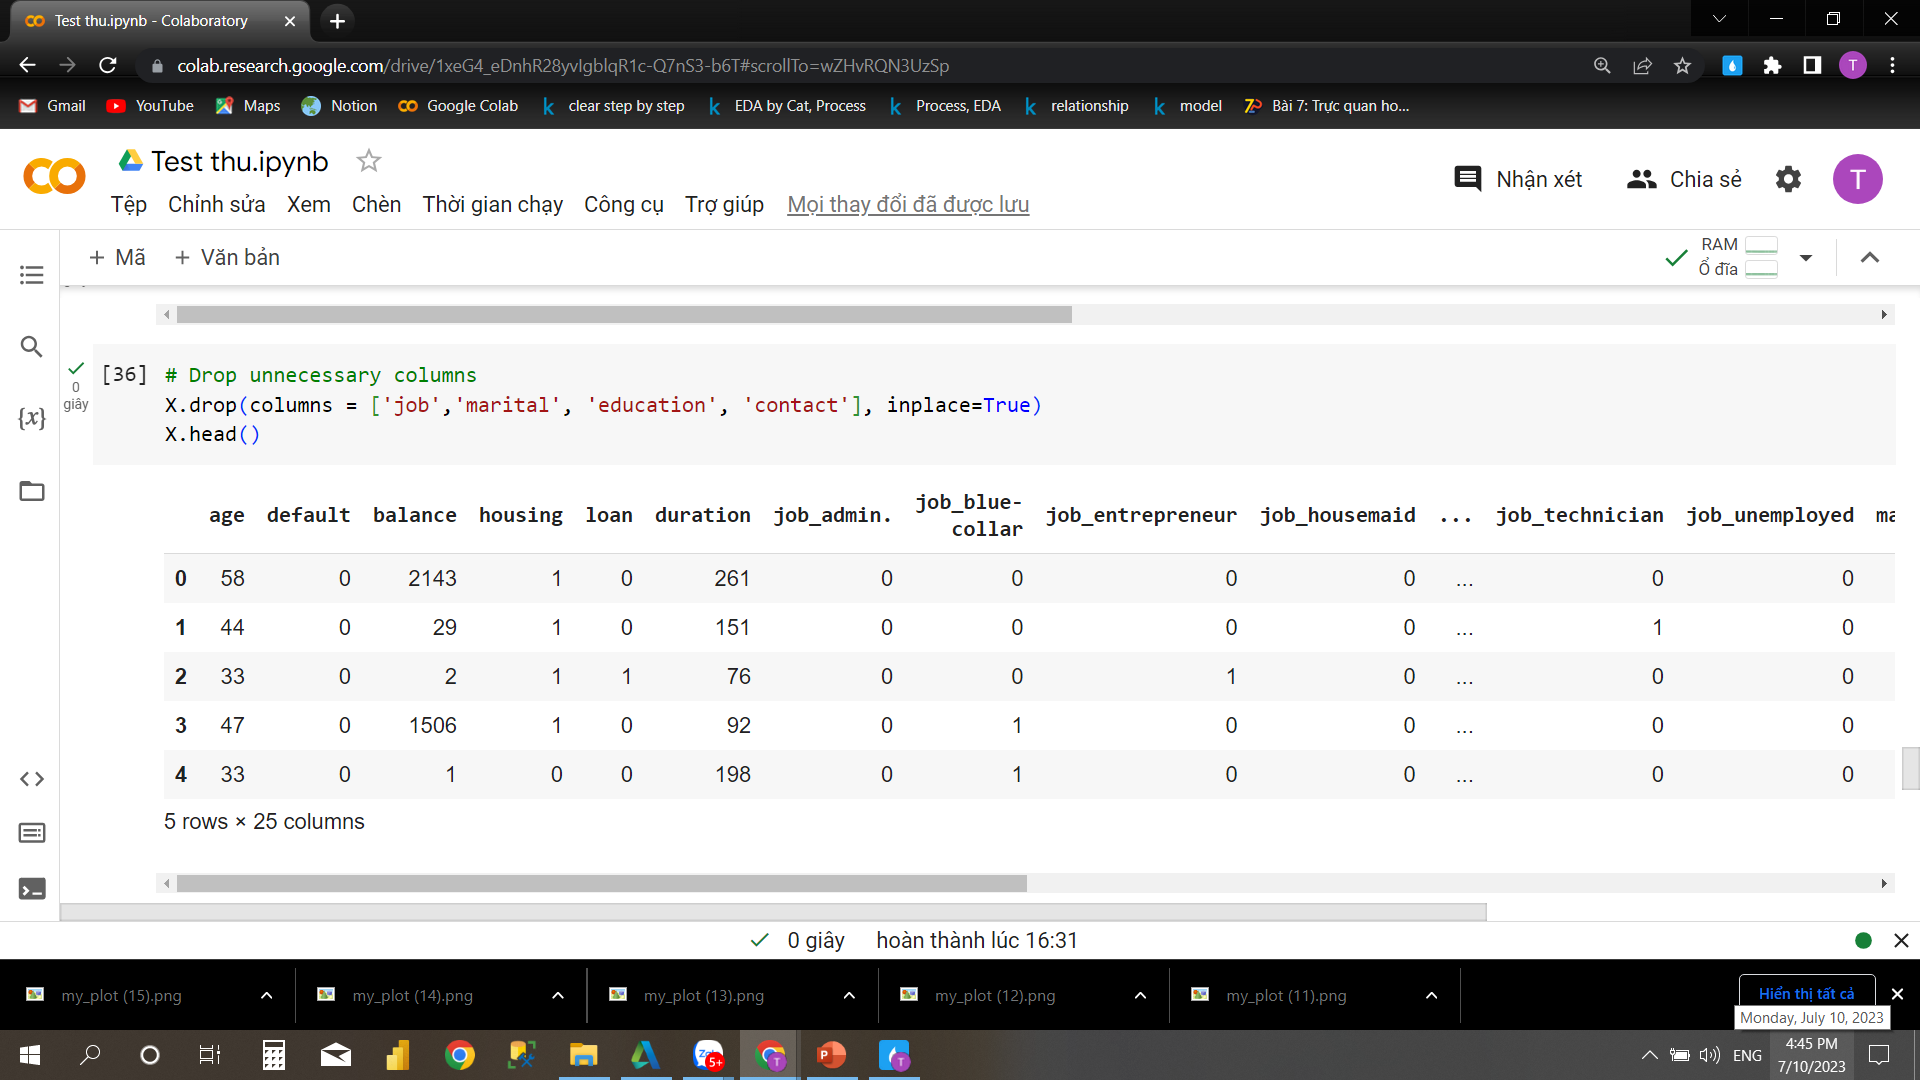 Test thu.ipynb - Colaboratory
colab.research.google.com/drive/1xeG4_eDnhR28yvIgblqR1c-Q7nS3-b6T#scrollTo=wZHvRQN3UzSp
T
Gmail YouTube Maps Notion Google Colab clear step by step EDA by Cat, Process Process, EDA relationship model Bài 7: Trực quan ho...
Test thu.ipynb
Nhận xét Chia sẻ T
Tệp Chỉnh sửa Xem Chèn Thời gian chạy Công cụ Trợ giúp Mọi thay đổi đã được lưu
+ Mã + Văn bản
RAM
Ổ đĩa
0
giây
[36] # Drop unnecessary columns
X.drop(columns = ['job','marital', 'education', 'contact'], inplace=True)
X.head()
age default balance housing loan duration job_admin. job_blue-collar job_entrepreneur job_housemaid ... job_technician job_unemployed ma
0 58 0 2143 1 0 261 0 0 0 0 ... 0 0
1 44 0 29 1 0 151 0 0 0 0 ... 1 0
2 33 0 2 1 1 76 0 0 1 0 ... 0 0
3 47 0 1506 1 0 92 0 1 0 0 ... 0 0
4 33 0 1 0 0 198 0 1 0 0 ... 0 0
5 rows × 25 columns
0 giây hoàn thành lúc 16:31
my_plot (15).png my_plot (14).png my_plot (13).png my_plot (12).png my_plot (11).png Hiển thị tất cả
Monday, July 10, 2023
5+
T
T
ENG
4:45 PM
7/10/2023